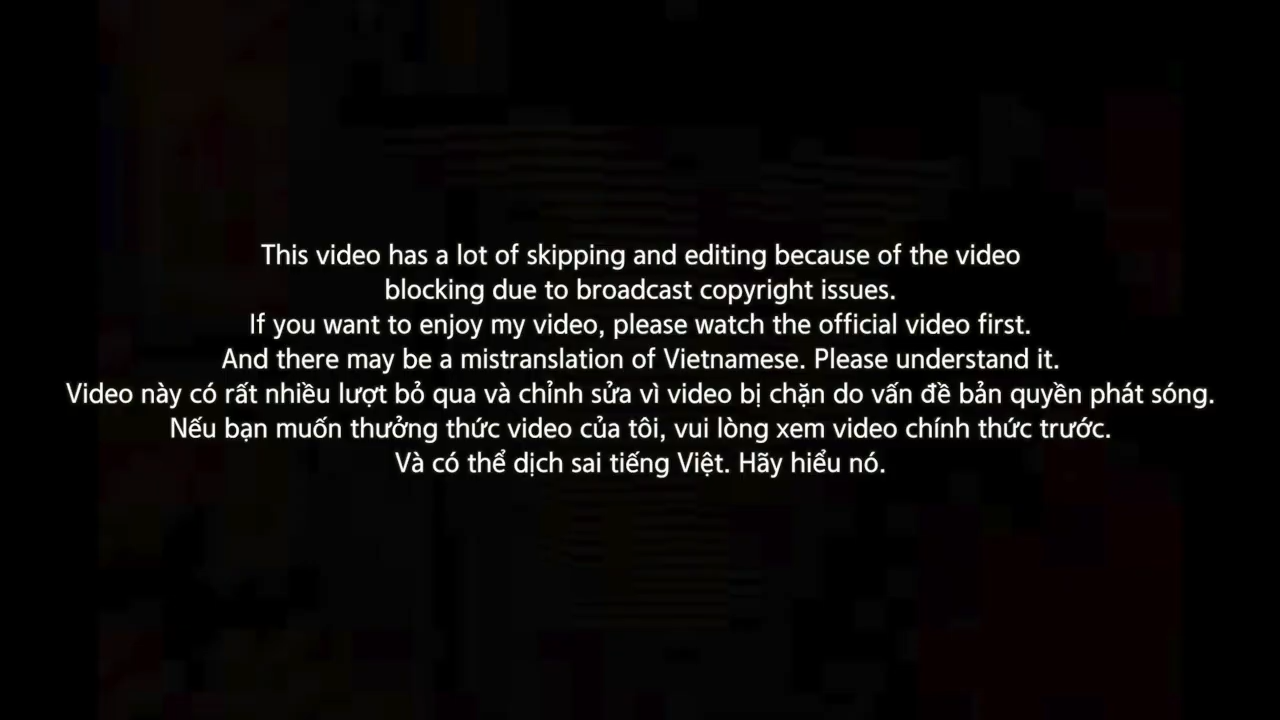 This video has a lot of skipping and editing because of the video
blocking due to broadcast copyright issues.
If you want to enjoy my video, please watch the official video first.
And there may be a mistranslation of Vietnamese. Please understand it.
Video này có rất nhiều lượt bỏ qua và chỉnh sửa vì video bị chặn do vấn đề bản quyền phát sóng.
Nếu bạn muốn thưởng thức video của tôi, vui lòng xem video chính thức trước.
Và có thể dịch sai tiếng Việt. Hãy hiểu nó.